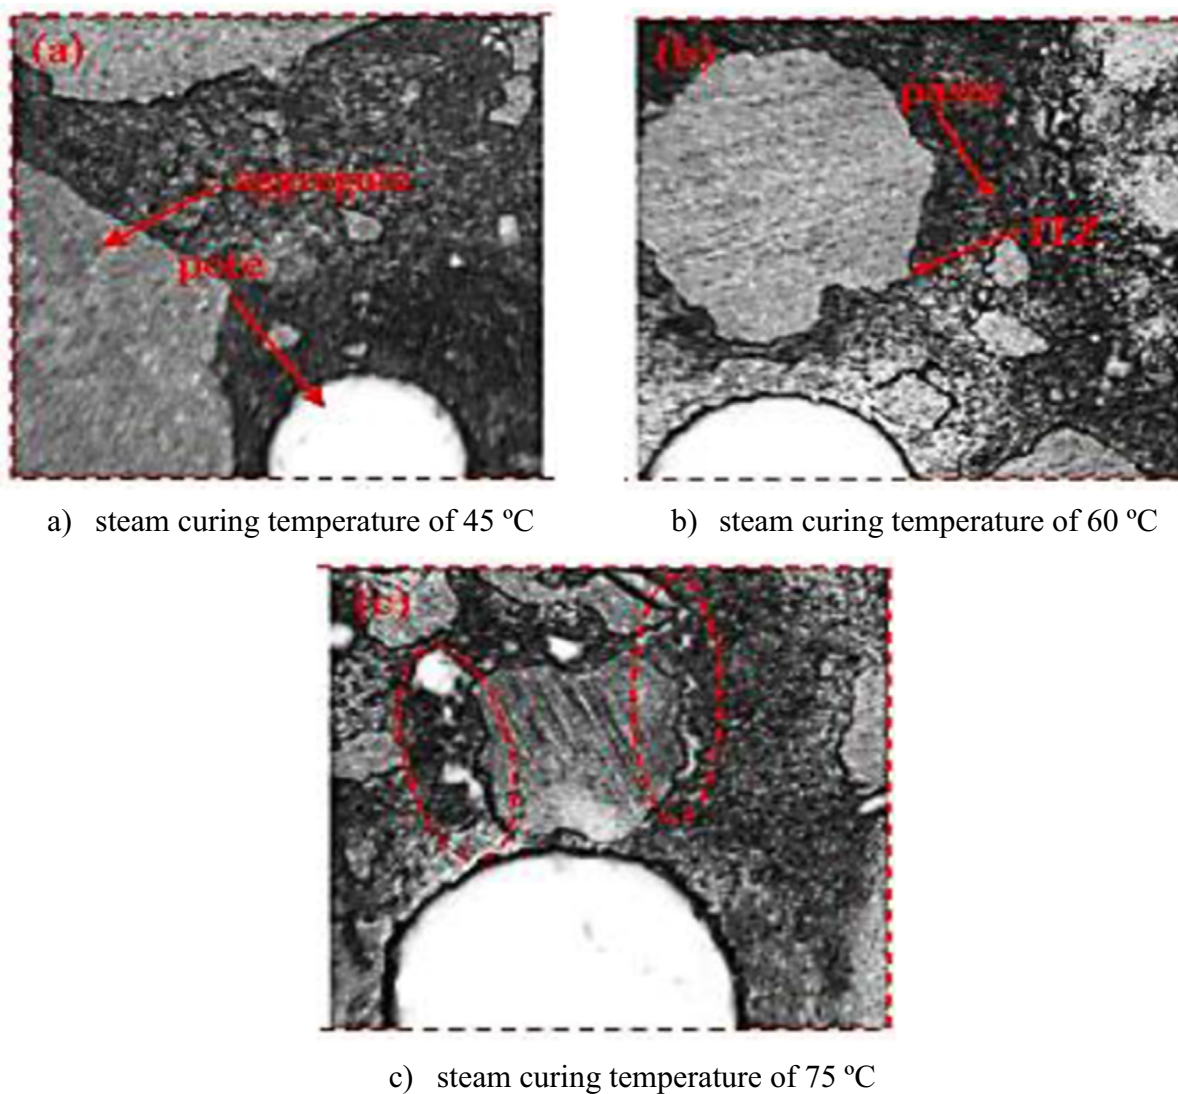 (a)
aggregate
pore
(b)
paste
ITZ
a) steam curing temperature of 45 ºC
b) steam curing temperature of 60 ºC
(c)
c) steam curing temperature of 75 ºC